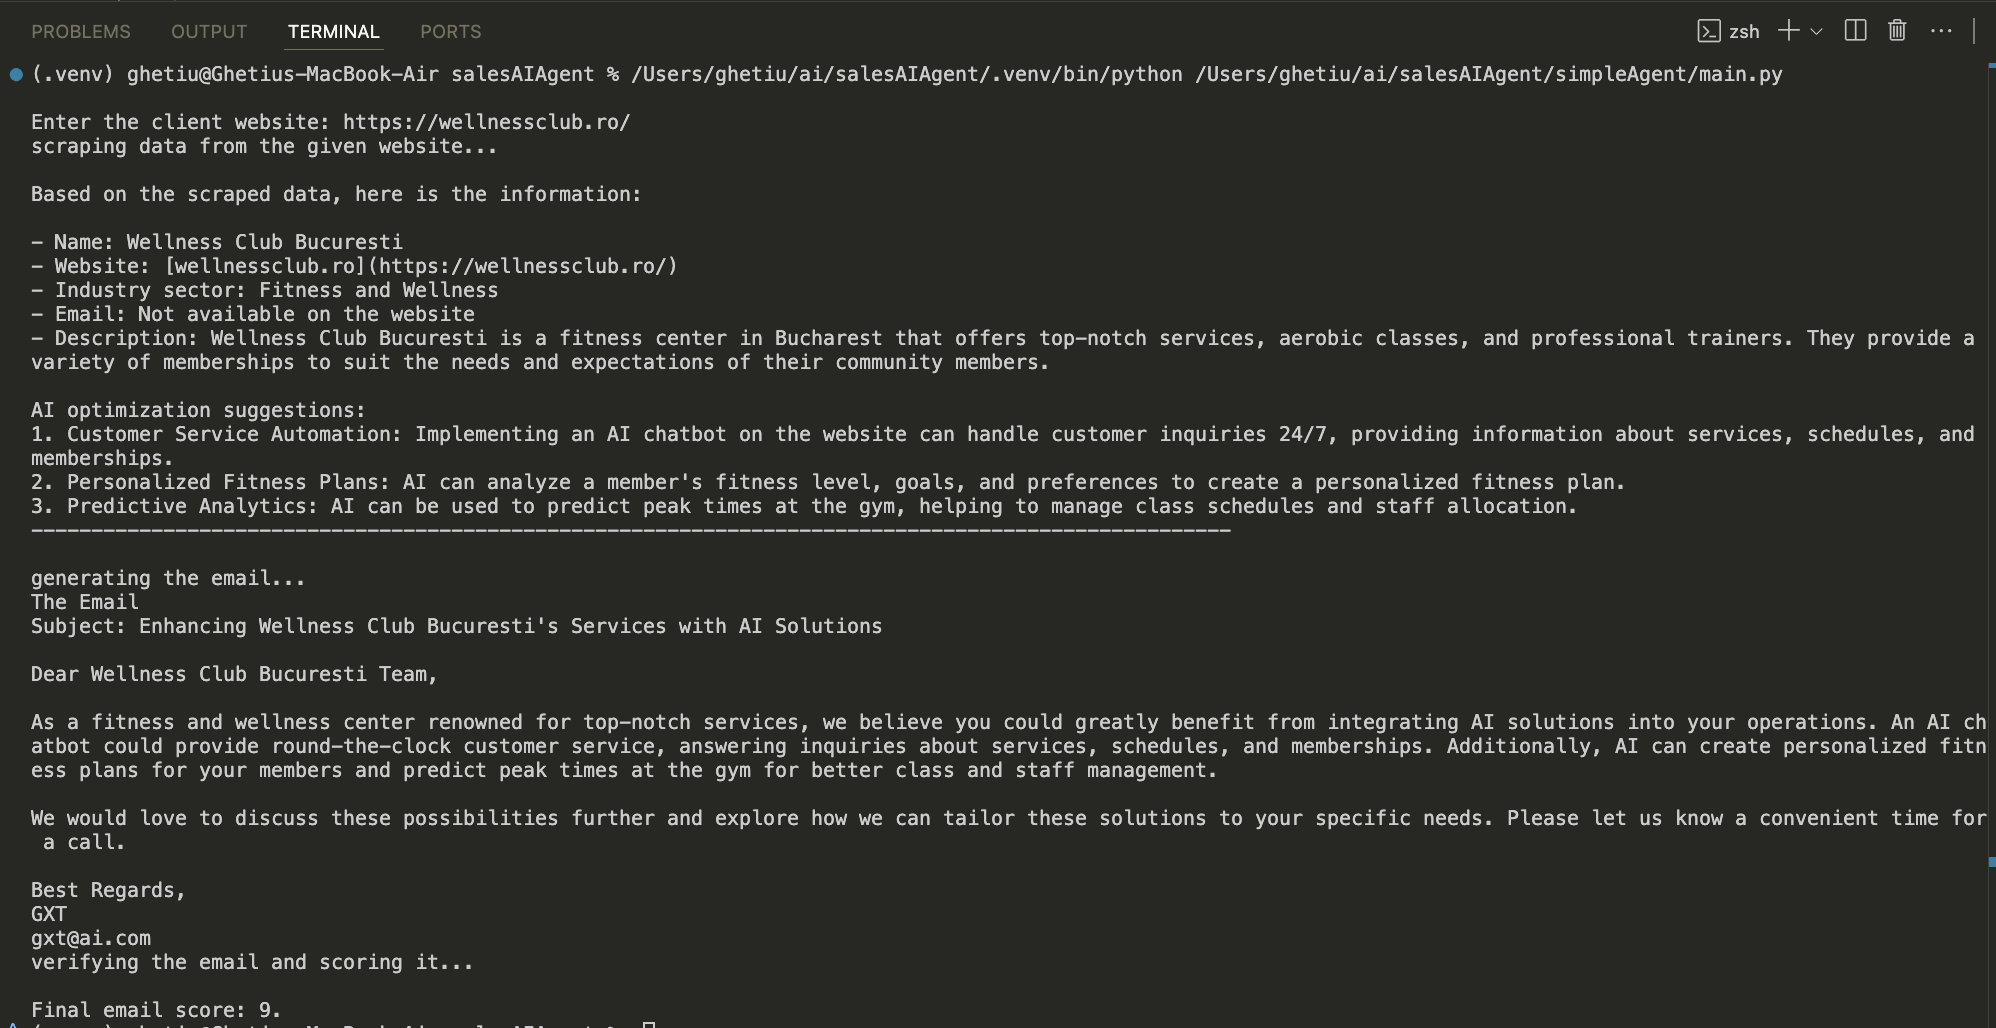 PROBLEMS OUTPUT TERMINAL PORTS zsh
(.venv) ghetiu@Ghetius-MacBook-Air salesAIAgent % /Users/ghetiu/ai/salesAIAgent/.venv/bin/python /Users/ghetiu/ai/salesAIAgent/simpleAgent/main.py
Enter the client website: https://wellnessclub.ro/
scraping data from the given website...
Based on the scraped data, here is the information:
- Name: Wellness Club Bucuresti
- Website: [wellnessclub.ro](https://wellnessclub.ro/)
- Industry sector: Fitness and Wellness
- Email: Not available on the website
- Description: Wellness Club Bucuresti is a fitness center in Bucharest that offers top-notch services, aerobic classes, and professional trainers. They provide a
variety of memberships to suit the needs and expectations of their community members.
AI optimization suggestions:
1. Customer Service Automation: Implementing an AI chatbot on the website can handle customer inquiries 24/7, providing information about services, schedules, and
memberships.
2. Personalized Fitness Plans: AI can analyze a member's fitness level, goals, and preferences to create a personalized fitness plan.
3. Predictive Analytics: AI can be used to predict peak times at the gym, helping to manage class schedules and staff allocation.
----------------------------------------------------------------------------------------------------
generating the email...
The Email
Subject: Enhancing Wellness Club Bucuresti's Services with AI Solutions
Dear Wellness Club Bucuresti Team,
As a fitness and wellness center renowned for top-notch services, we believe you could greatly benefit from integrating AI solutions into your operations. An AI ch
atbot could provide round-the-clock customer service, answering inquiries about services, schedules, and memberships. Additionally, AI can create personalized fitn
ess plans for your members and predict peak times at the gym for better class and staff management.
We would love to discuss these possibilities further and explore how we can tailor these solutions to your specific needs. Please let us know a convenient time for
a call.
Best Regards,
GXT
gxt@ai.com
verifying the email and scoring it...
Final email score: 9.